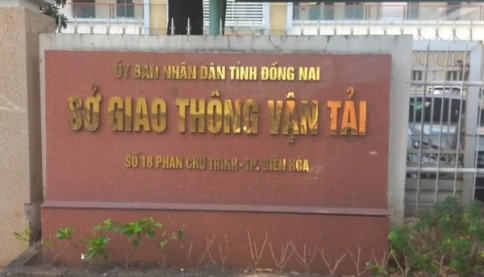 ỦY BAN NHÂN DÂN TỈNH ĐỒNG NAI
SỞ GIAO THÔNG VẬN TẢI
SỐ 18 PHAN CHU TRINH-TP.BIÊN HÒA